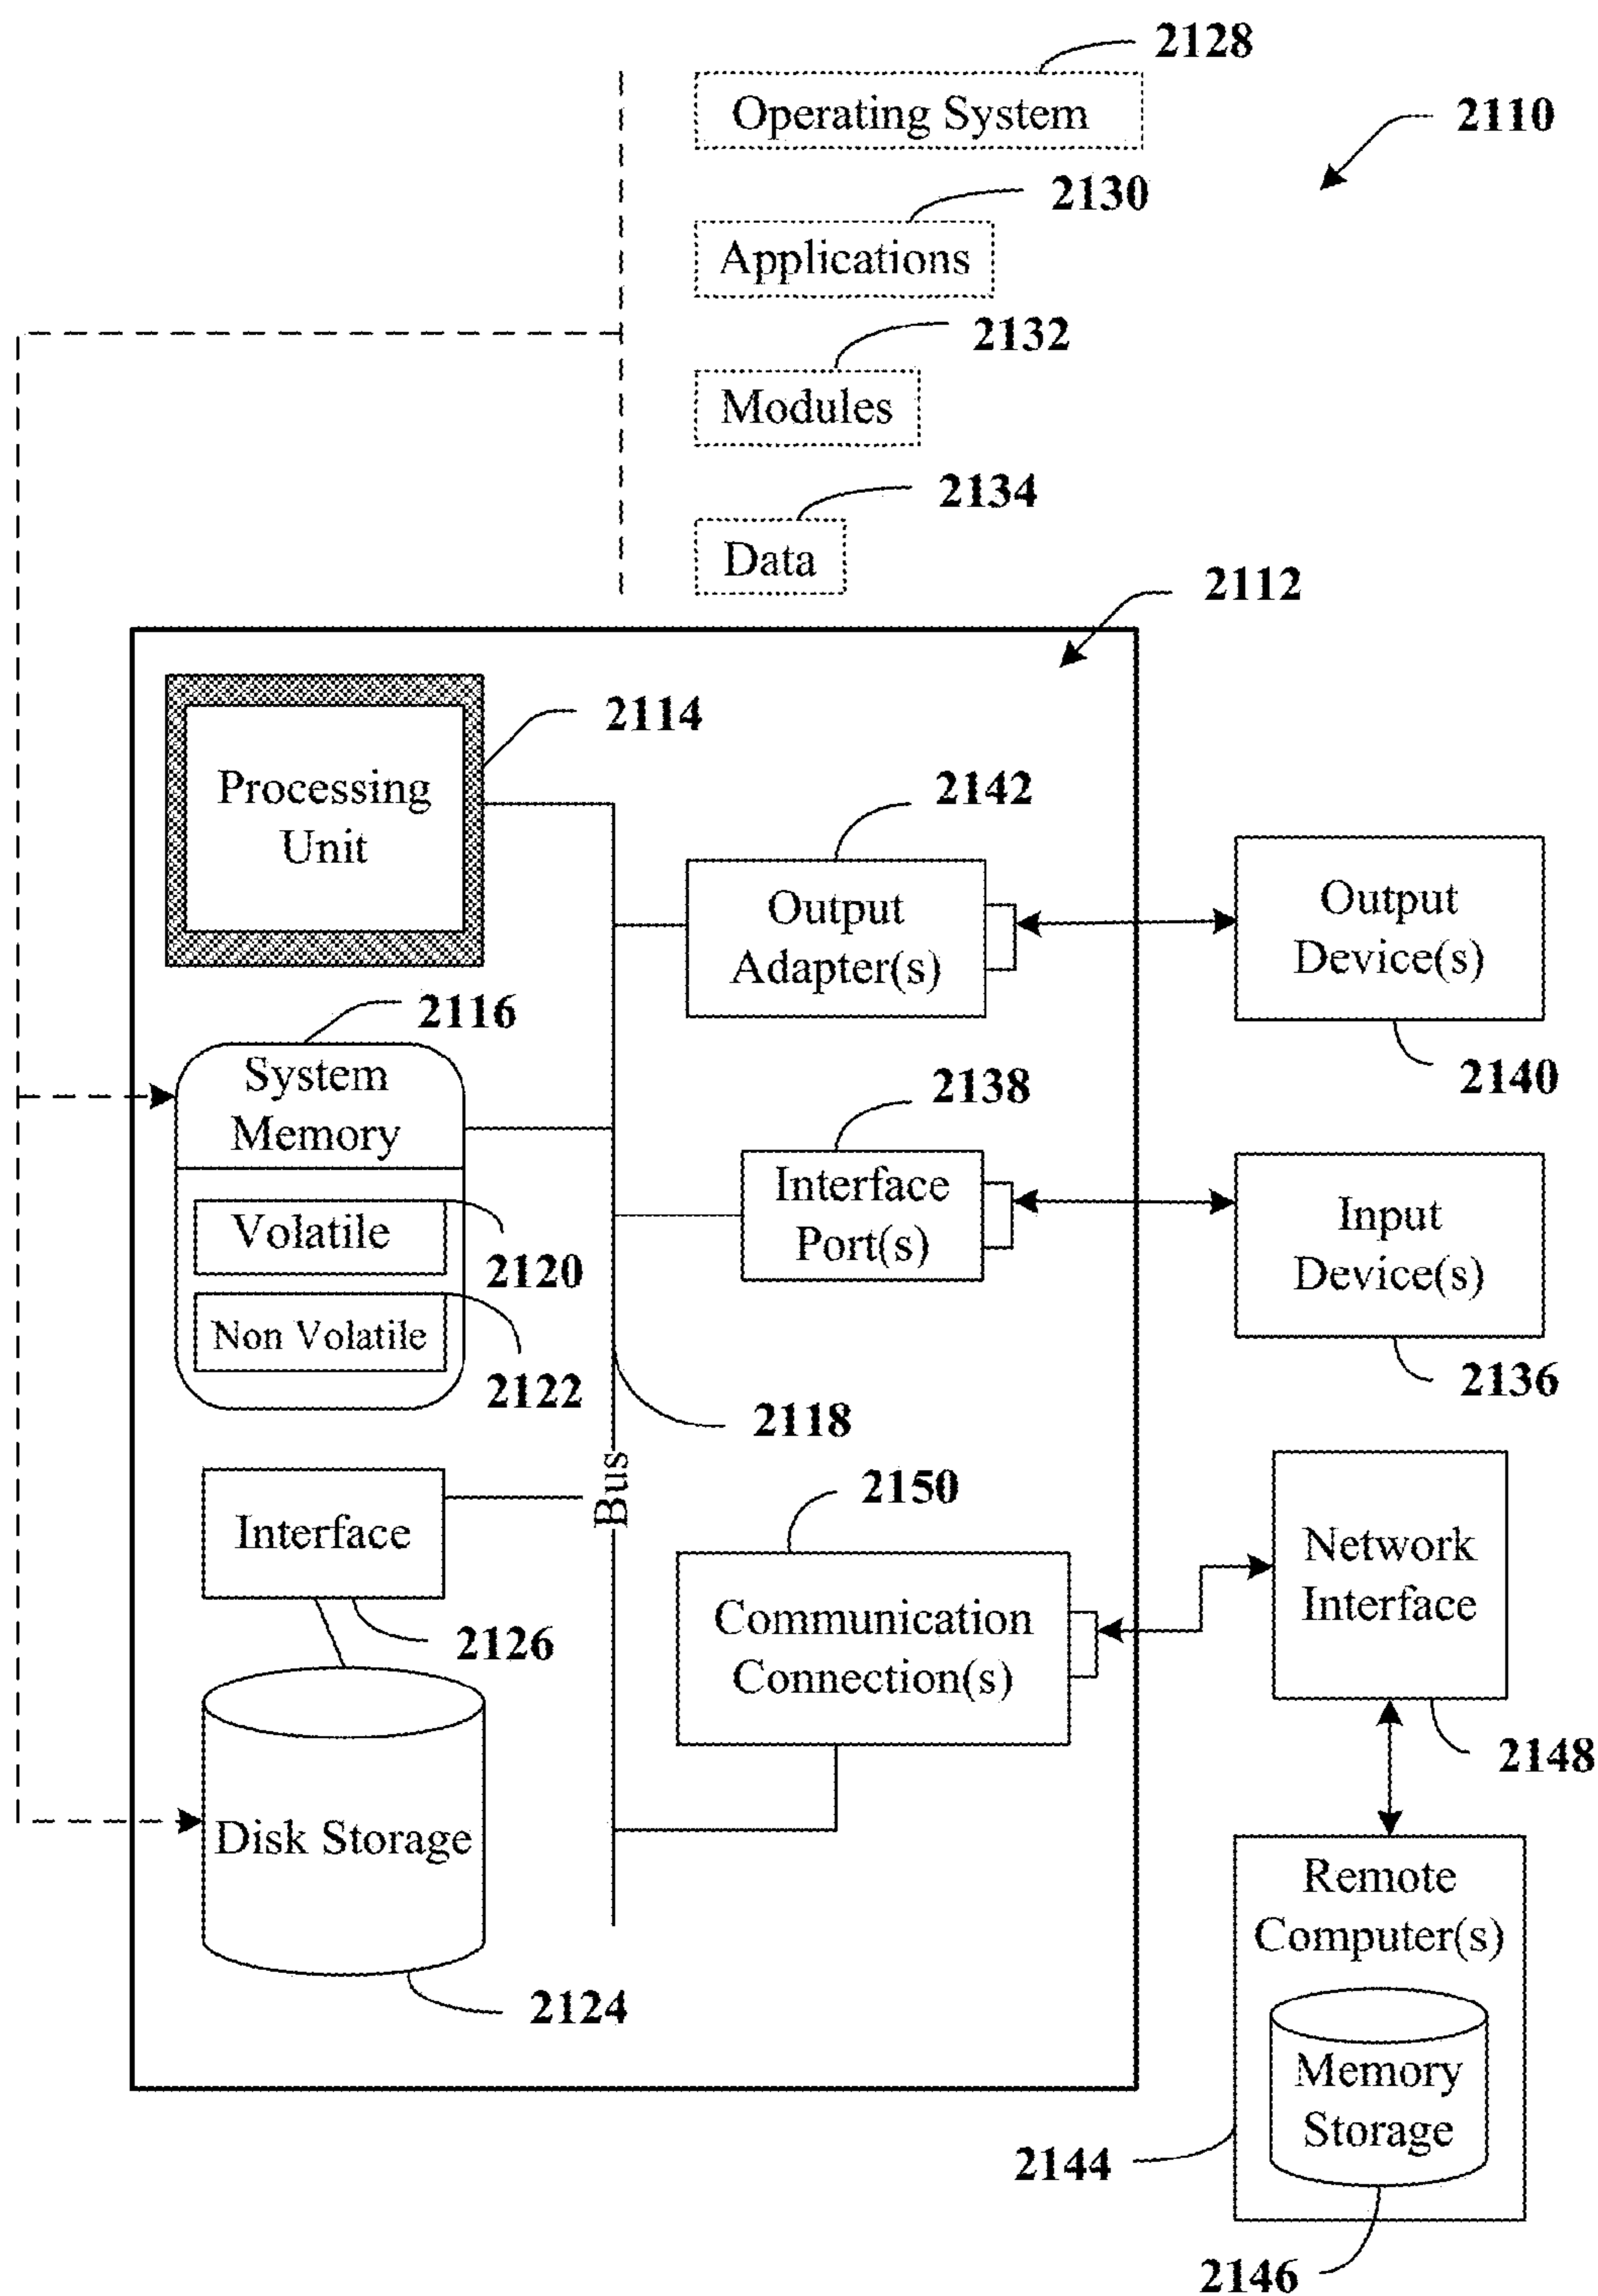 2128
Operating System
2110
2130
Applications
2132
Modules
2134
Data
2112
2114
Processing
Unit
2142
Output
Adapter(s)
Output
Device(s)
2140
2116
System
Memory
2138
Interface
Port(s)
Input
Device(s)
2136
Volatile
2120
Non Volatile
2122
2118
Bus
2150
Interface
2126
Communication
Connection(s)
Network
Interface
2148
Disk Storage
2124
Remote
Computer(s)
Memory
Storage
2144
2146